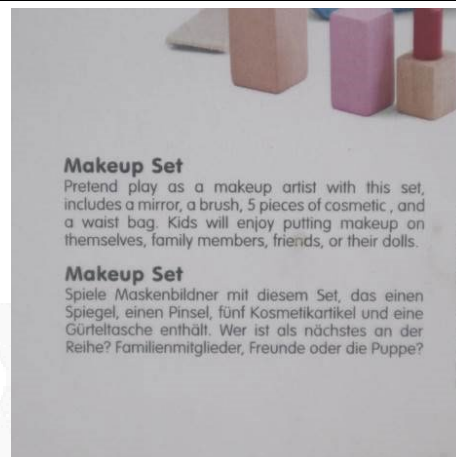 Makeup Set
Pretend play as a makeup artist with this set,
includes a mirror, a brush, 5 pieces of cosmetic , and
a waist bag. Kids will enjoy putting makeup on
themselves, family members, friends, or their dolls.
Makeup Set
Spiele Maskenbildner mit diesem Set, das einen
Spiegel, einen Pinsel, fünf Kosmetikartikel und eine
Gürteltasche enthält. Wer ist als nächstes an der
Reihe? Familienmitglieder, Freunde oder die Puppe?